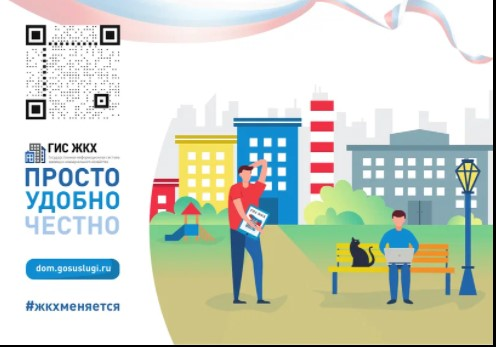 ГИС ЖКХ
ПРОСТО
УДОБНО
ЧЕСТНО
dom.gosuslugi.ru
#жкхменяется